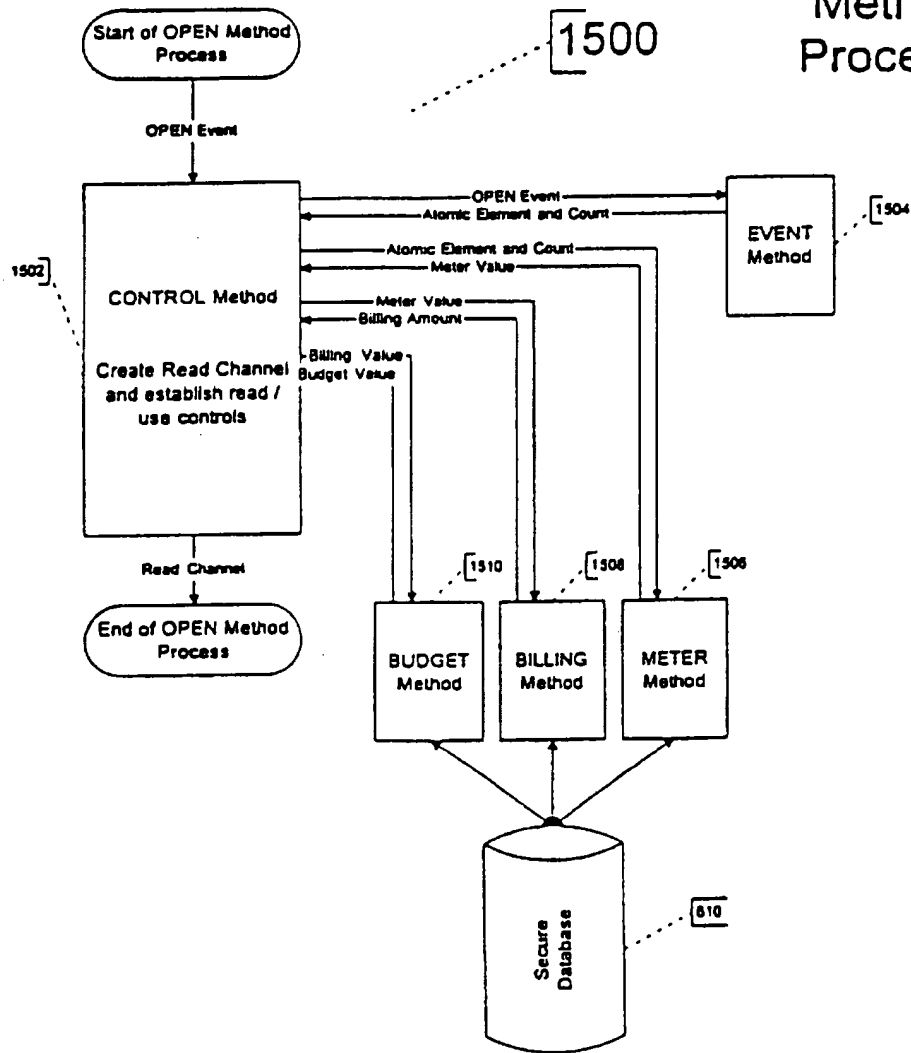 Start of OPEN Method
Process
1500
Proce
OPEN Event
OPEN Event
Atomic Element and Count
EVENT
Method
1504
Atomic Element and Count
Meter Value
1502
CONTROL Method
Meter Value
Billing Amount
Billing Value
Budget Value
Create Read Channel
and establish read /
use controls
Read Channel
End of OPEN Method
Process
1510
1508
1506
BUDGET
Method
BILLING
Method
METER
Method
Secure
Database
610